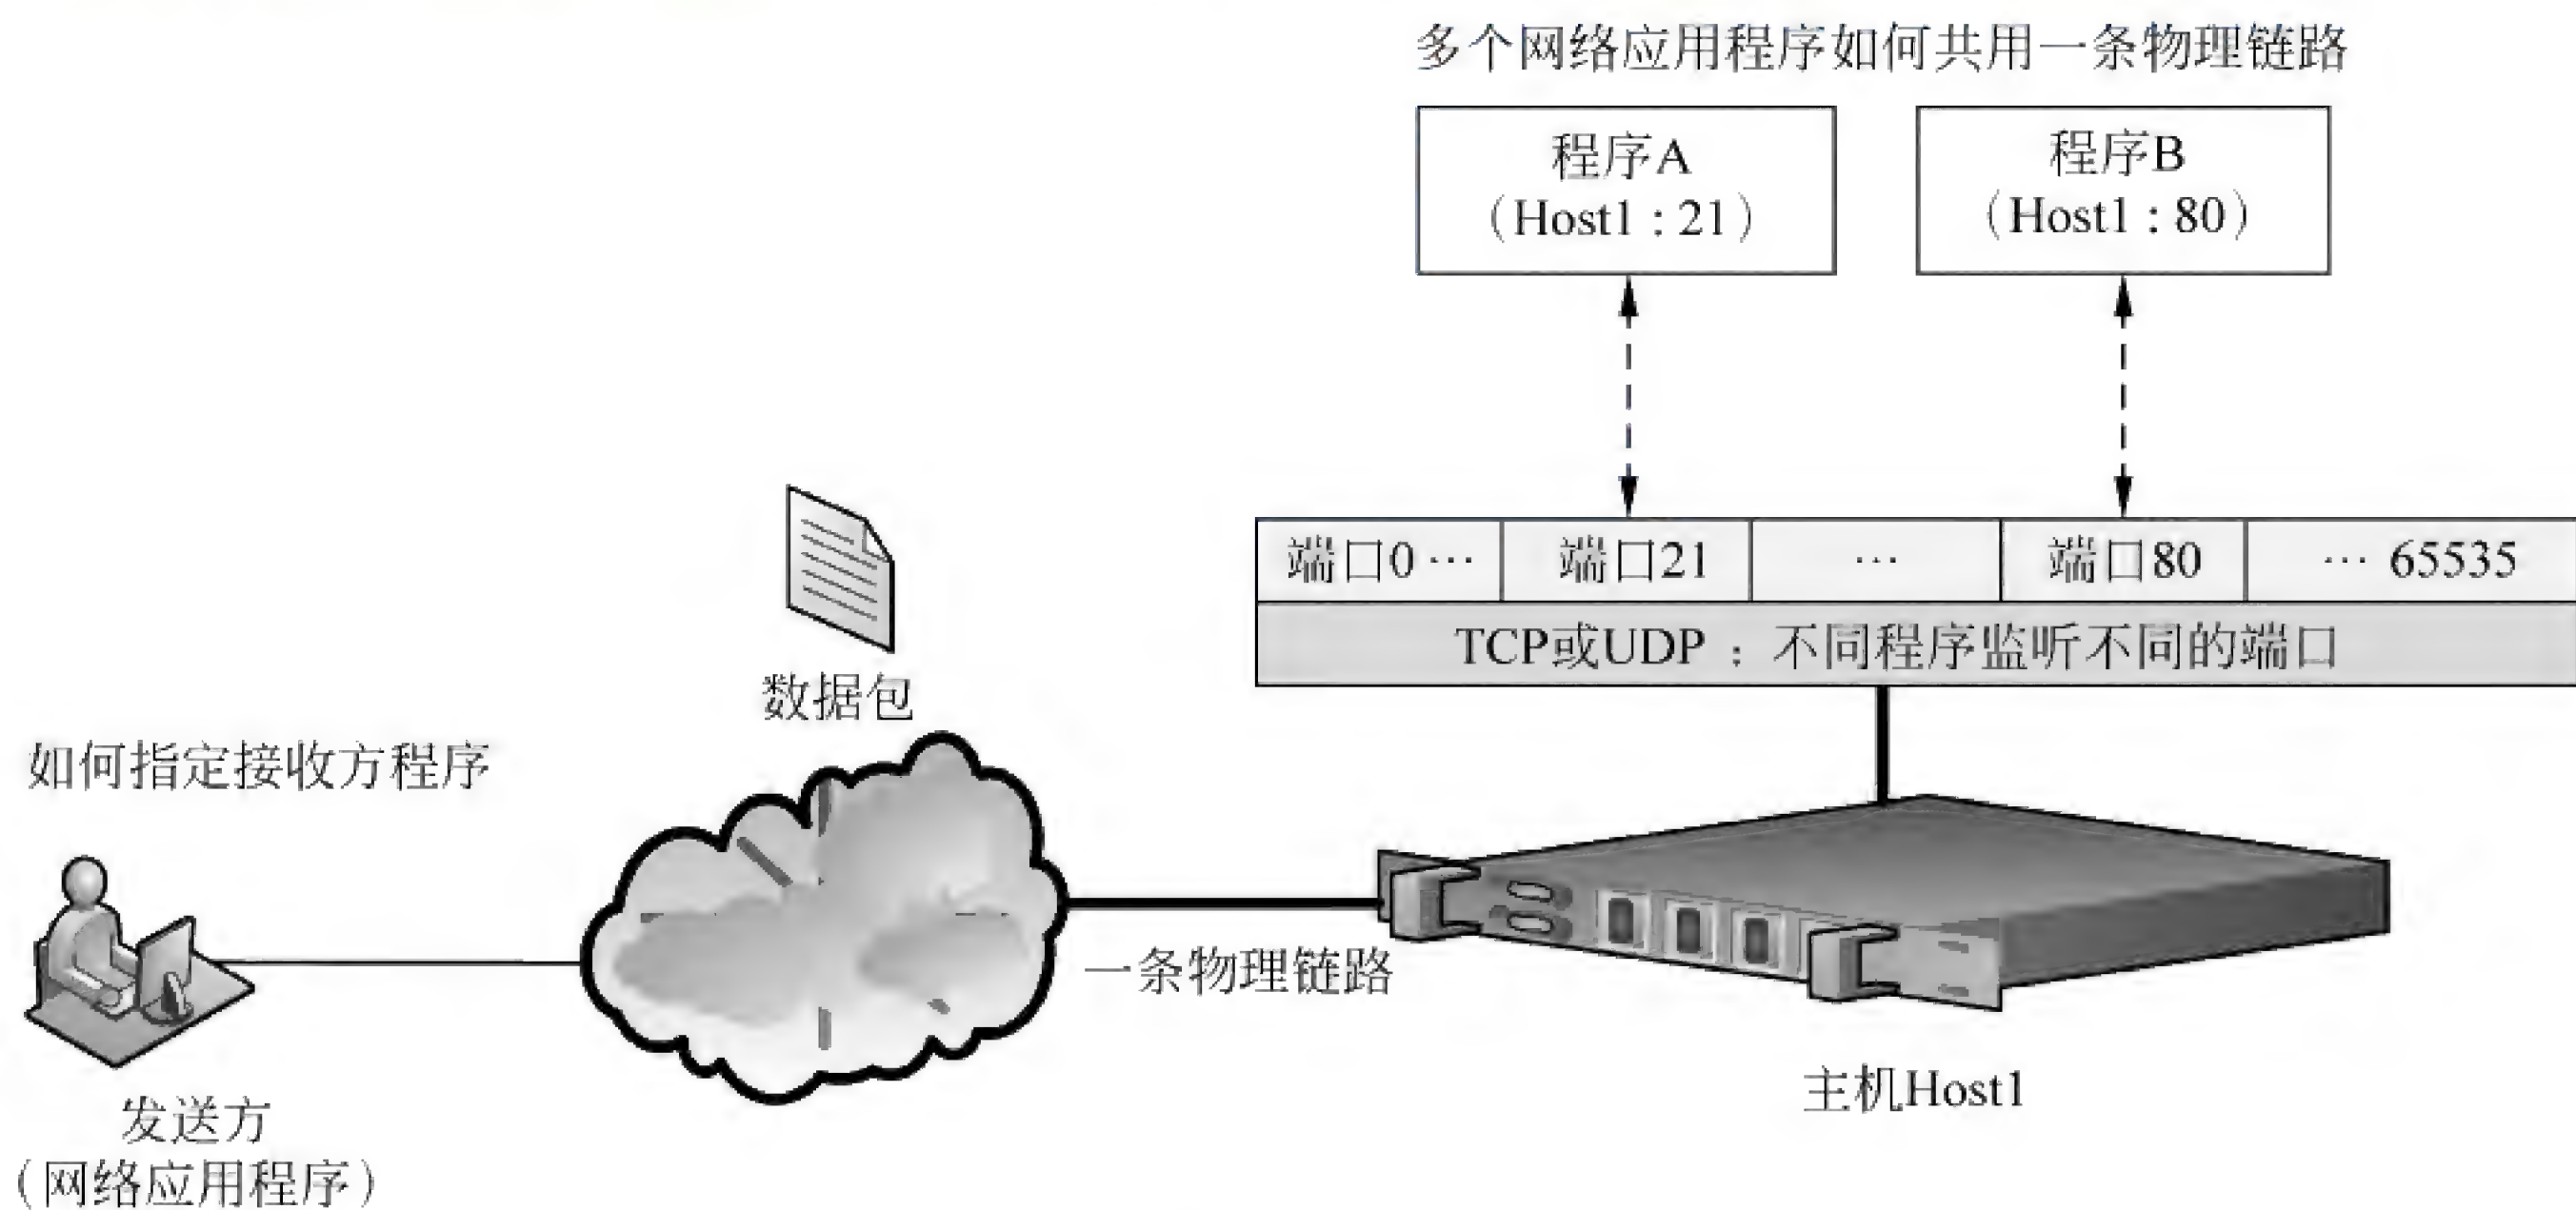 多个网络应用程序如何共用一条物理链路
程序A
（Host1：21）
程序B
（Host1：80）
端口0 …
端口21
…
端口80
… 65535
TCP或UDP：不同程序监听不同的端口
数据包
如何指定接收方程序
一条物理链路
主机Host1
发送方
（网络应用程序）